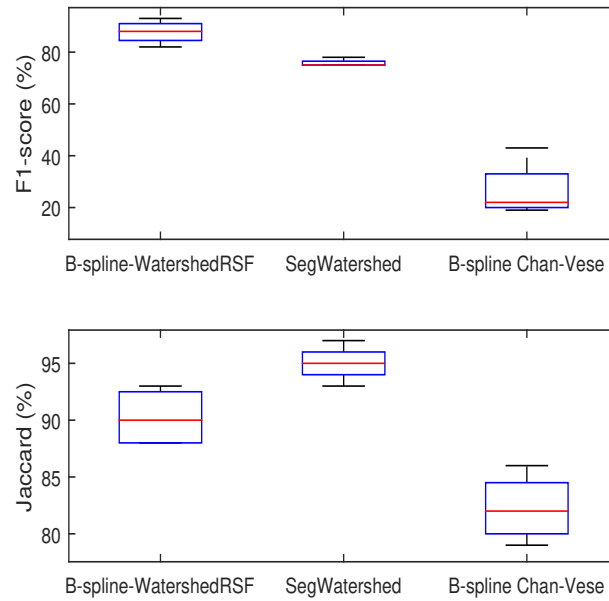 F1-score (%)
80
60
40
20
B-spline-WatershedRSF
SegWatershed
B-spline Chan-Vese
Jaccard (%)
95
90
85
80
B-spline-WatershedRSF
SegWatershed
B-spline Chan-Vese